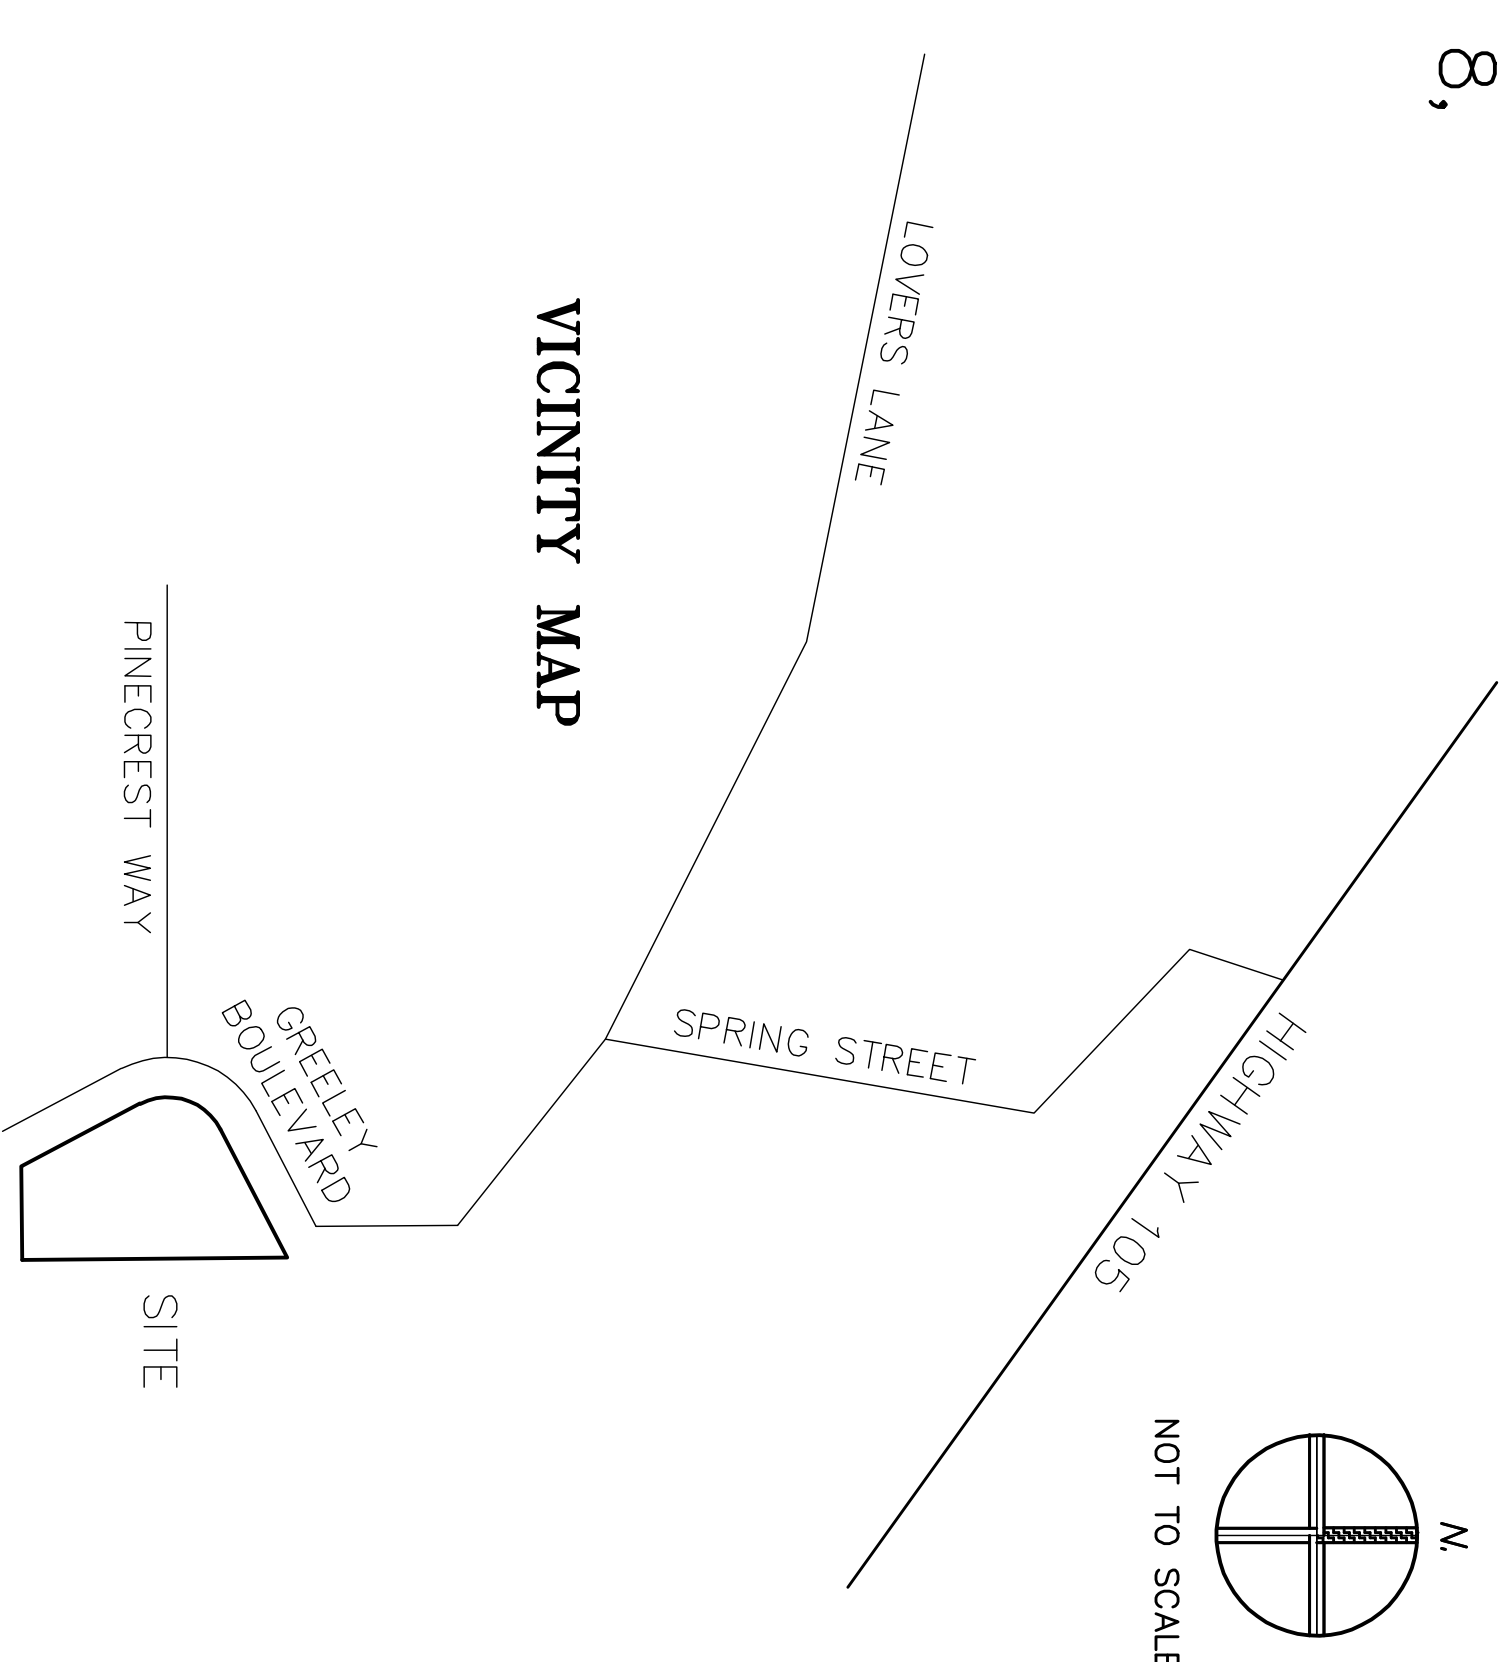 8,
N.
NOT TO SCALE
HIGHWAY 105
LOVERS LANE
SPRING STREET
VICINITY MAP
GREELEY
BOULEVARD
PINECREST WAY
SITE